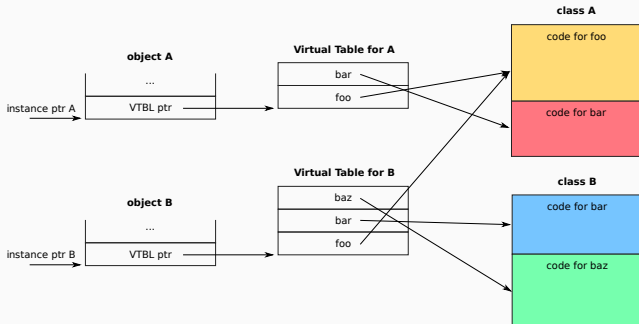 class A
code for foo
code for bar
object A
...
VTBL ptr
instance ptr A
Virtual Table for A
bar
foo
Virtual Table for B
baz
bar
foo
object B
...
VTBL ptr
instance ptr B
class B
code for bar
code for baz